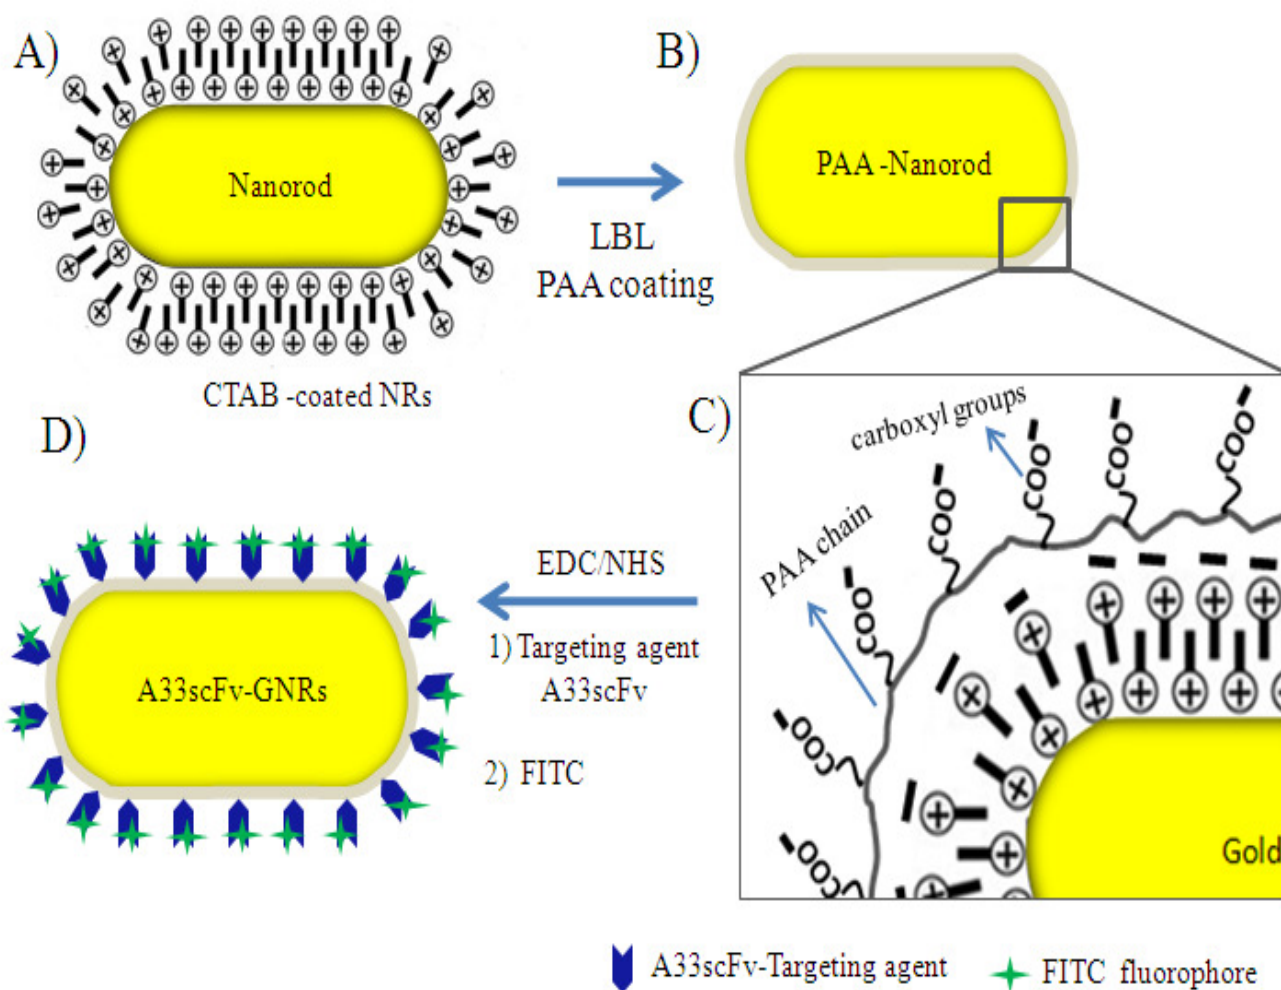 A)
Nanorod
CTAB -coated NRs
LBL
PAA coating
B)
PAA -Nanorod
C)
carboxyl groups
PAA chain
COO
COO
COO
COO
COO
COO
COO
Gold
D)
A33scFv-GNRs
EDC/NHS
1) Targeting agent
A33scFv
2) FITC
A33scFv-Targeting agent
FITC fluorophore